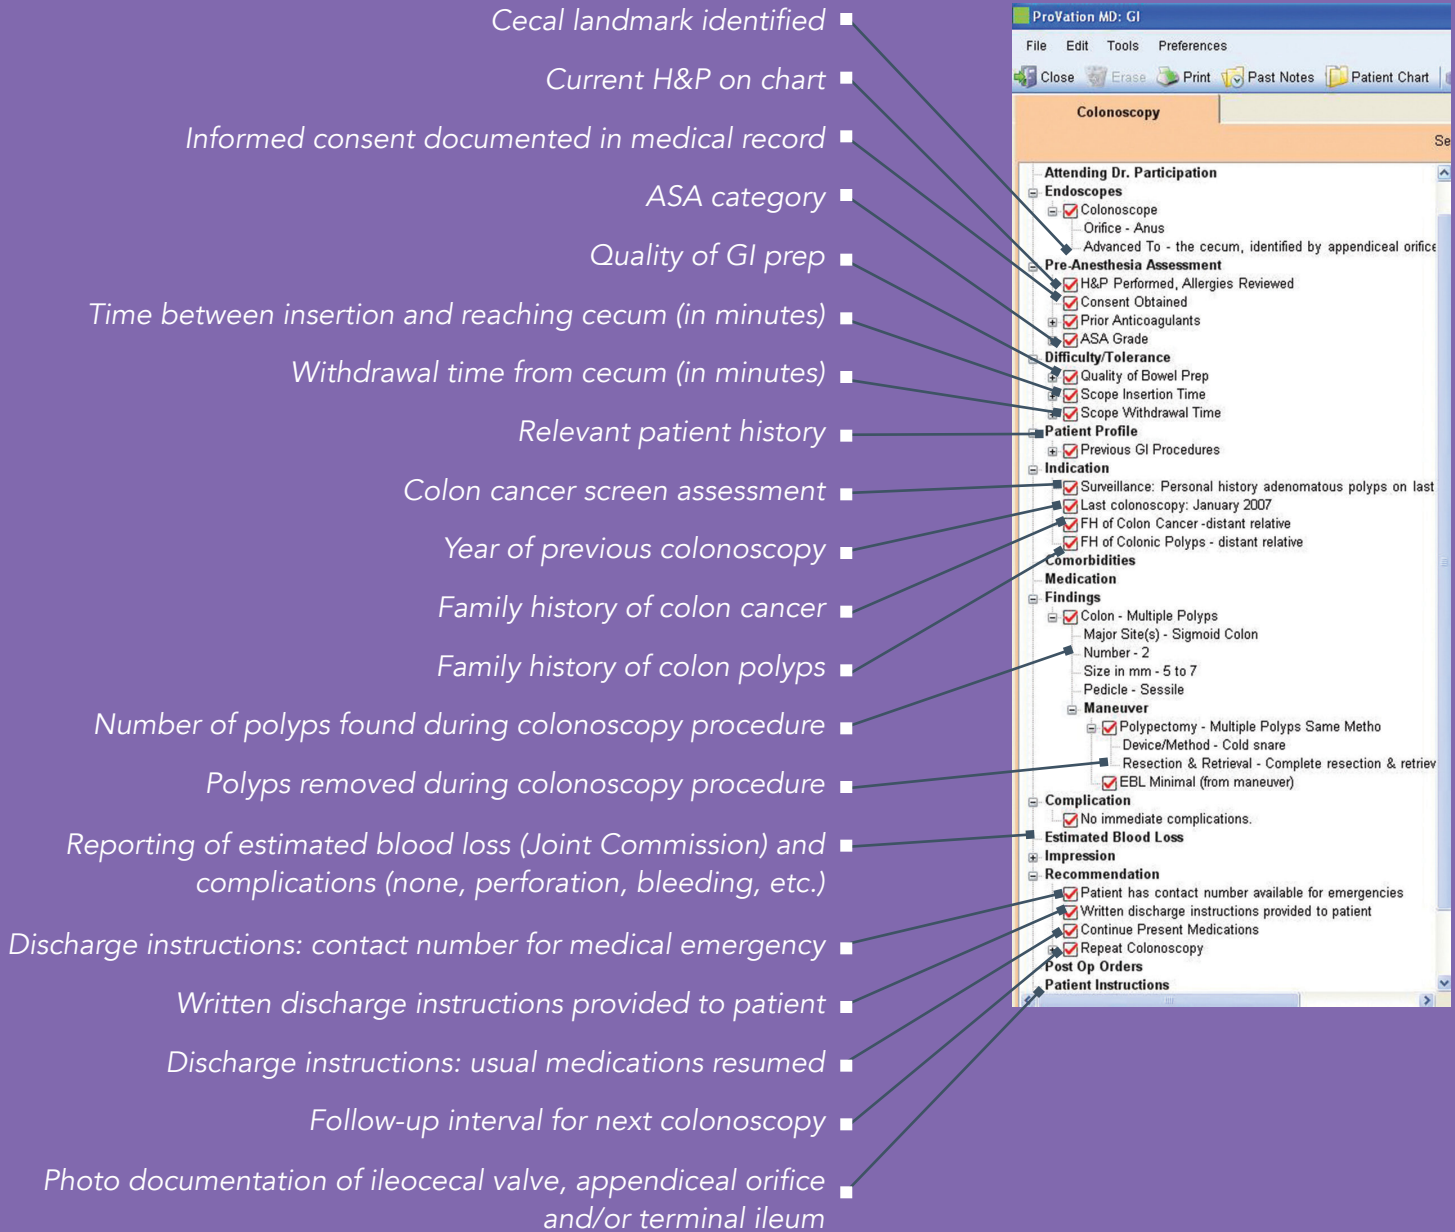 Cecal landmark identified
Current H&P on chart
Informed consent documented in medical record
ASA category
Quality of GI prep
Time between insertion and reaching cecum (in minutes)
Withdrawal time from cecum (in minutes)
Relevant patient history
Colon cancer screen assessment
Year of previous colonoscopy
Family history of colon cancer
Family history of colon polyps
Number of polyps found during colonoscopy procedure
Polyps removed during colonoscopy procedure
Reporting of estimated blood loss (Joint Commission) and
complications (none, perforation, bleeding, etc.)
Discharge instructions: contact number for medical emergency
Written discharge instructions provided to patient
Discharge instructions: usual medications resumed
Follow-up interval for next colonoscopy
Photo documentation of ileocecal valve, appendiceal orifice
and/or terminal ileum
ProVation MD: GI
File Edit Tools Preferences
Close Erase Print Past Notes Patient Chart
Colonoscopy
Se
Attending Dr. Participation
Endoscopes
Colonoscope
Orifice - Anus
Advanced To - the cecum, identified by appendiceal orifice
Pre-Anesthesia Assessment
H&P Performed, Allergies Reviewed
Consent Obtained
Prior Anticoagulants
ASA Grade
Difficulty/Tolerance
Quality of Bowel Prep
Scope Insertion Time
Scope Withdrawal Time
Patient Profile
Previous GI Procedures
Indication
Surveillance: Personal history adenomatous polyps on last
Last colonoscopy: January 2007
FH of Colon Cancer -distant relative
FH of Colonic Polyps - distant relative
Comorbidities
Medication
Findings
Colon - Multiple Polyps
Major Site(s) - Sigmoid Colon
Number - 2
Size in mm - 5 to 7
Pedicle - Sessile
Maneuver
Polypectomy - Multiple Polyps Same Metho
Device/Method - Cold snare
Resection & Retrieval - Complete resection & retriev
EBL Minimal (from maneuver)
Complication
No immediate complications.
Estimated Blood Loss
Impression
Recommendation
Patient has contact number available for emergencies
Written discharge instructions provided to patient
Continue Present Medications
Repeat Colonoscopy
Post Op Orders
Patient Instructions